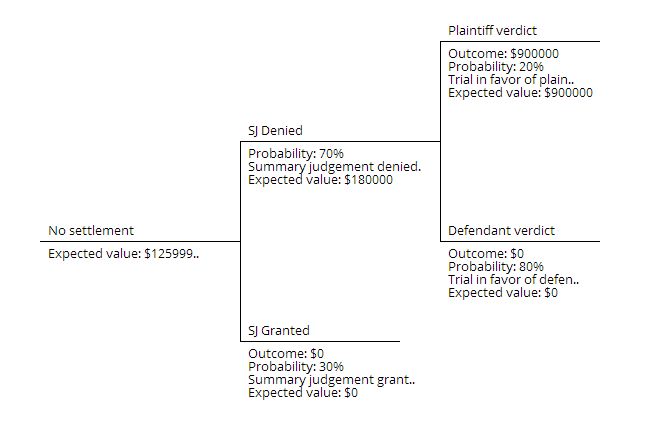 Plaintiff verdict
Outcome: $900000
Probability: 20%
Trial in favor of plain..
Expected value: $900000
SJ Denied
Probability: 70%
Summary judgement denied.
Expected value: $180000
No settlement
Expected value: $125999..
Defendant verdict
Outcome: $0
Probability: 80%
Trial in favor of defen..
Expected value: $0
SJ Granted
Outcome: $0
Probability: 30%
Summary judgement grant..
Expected value: $0